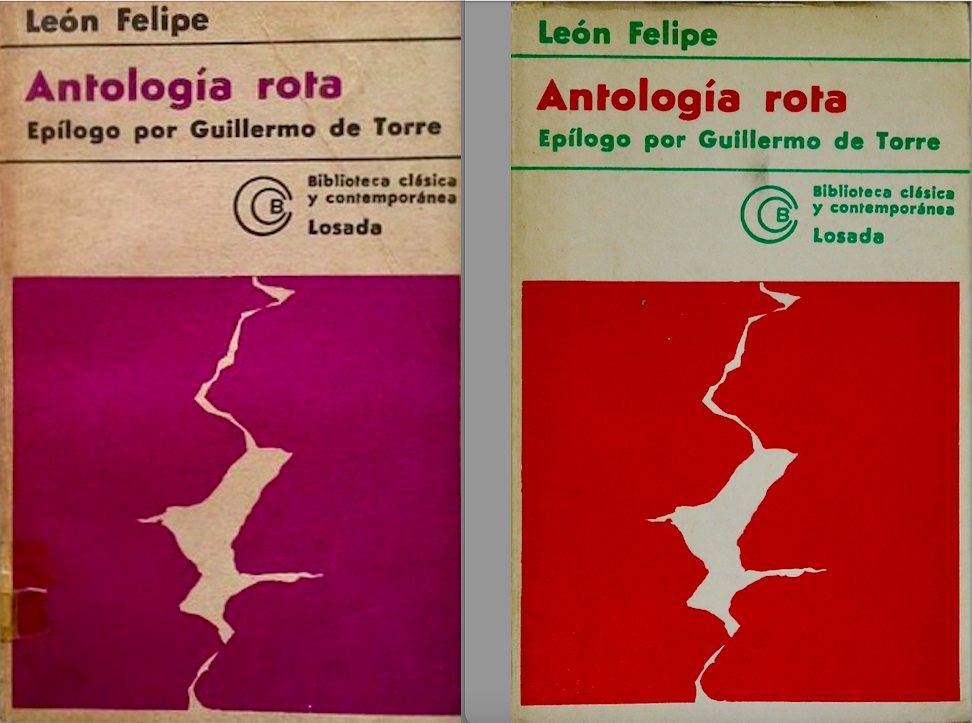 León Felipe
Antología rota
Epílogo por Guillermo de Torre
B
Biblioteca clásica
y contemporánea
Losada
León Felipe
Antología rota
Epílogo por Guillermo de Torre
B
Biblioteca clásica
y contemporánea
Losada